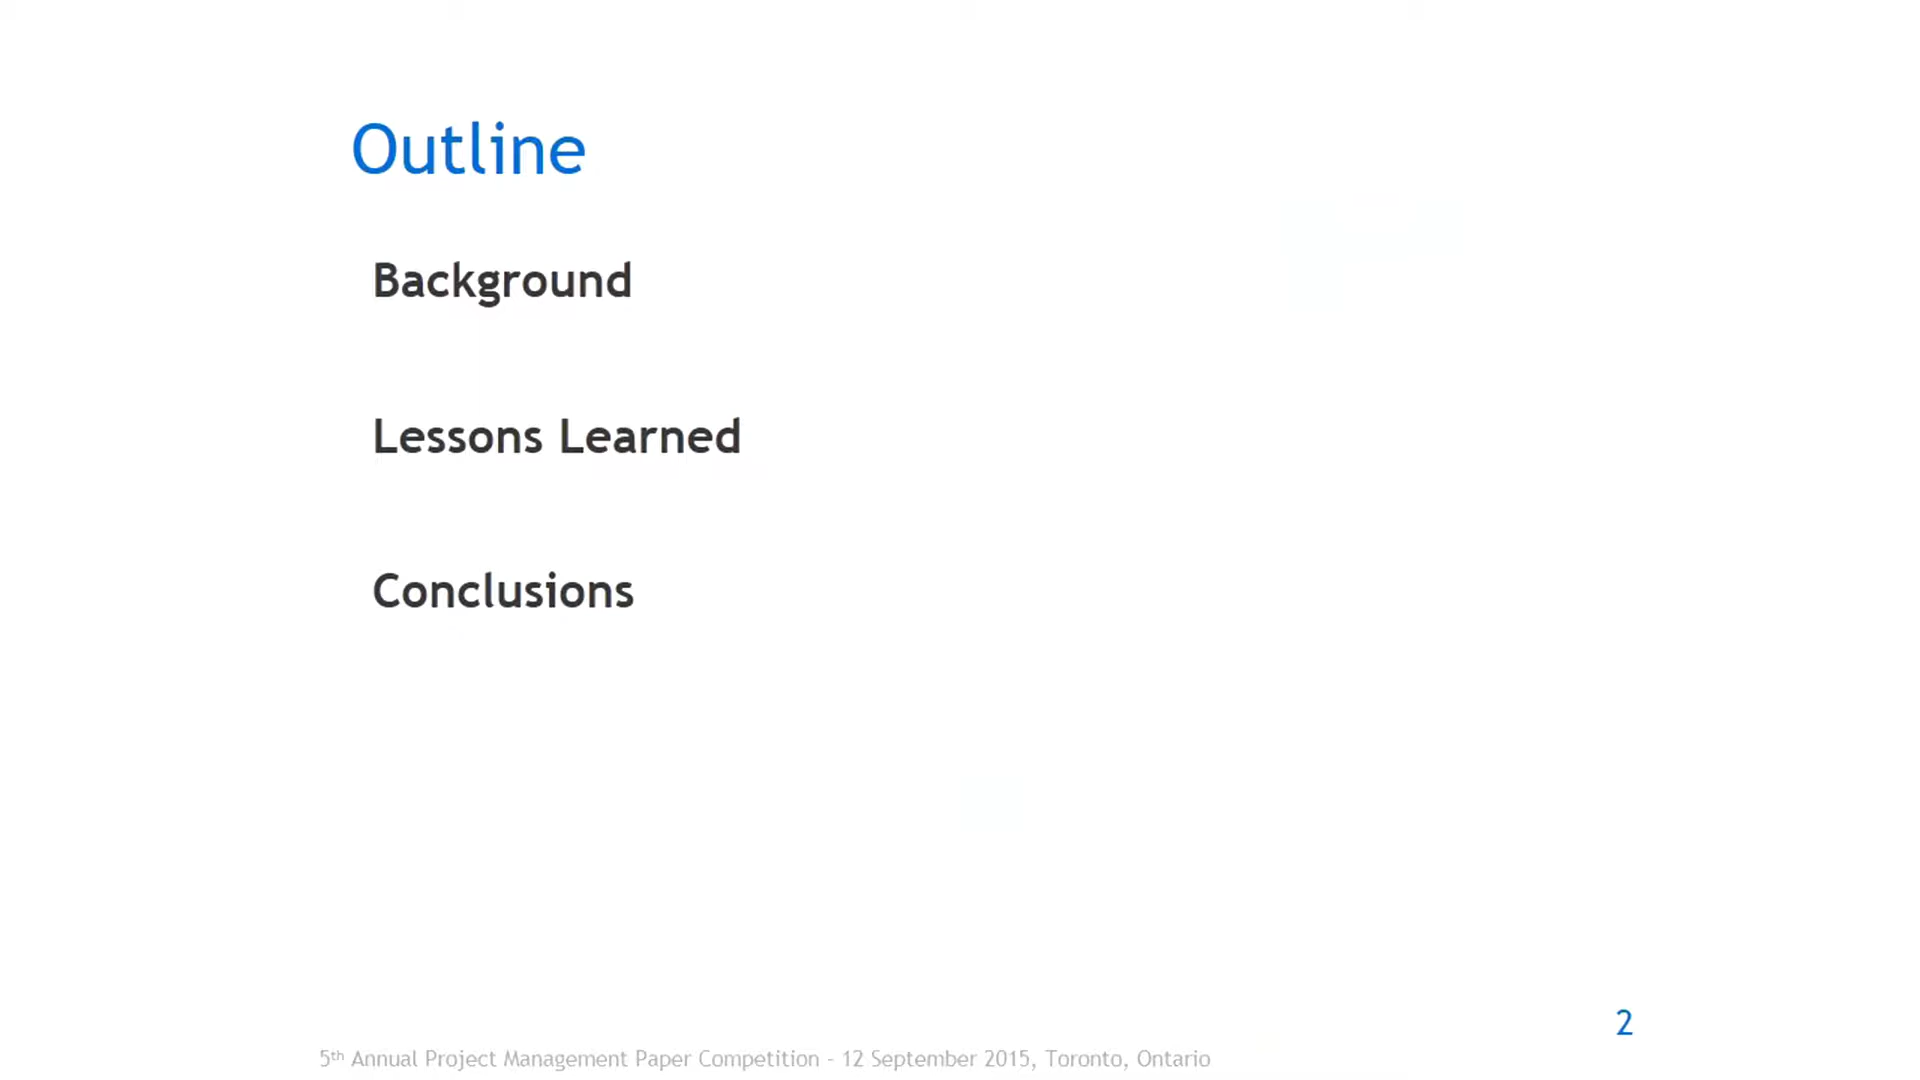 Outline
Background
Lessons Learned
Conclusions
2
5th Annual Project Management Paper Competition - 12 September 2015, Toronto, Ontario